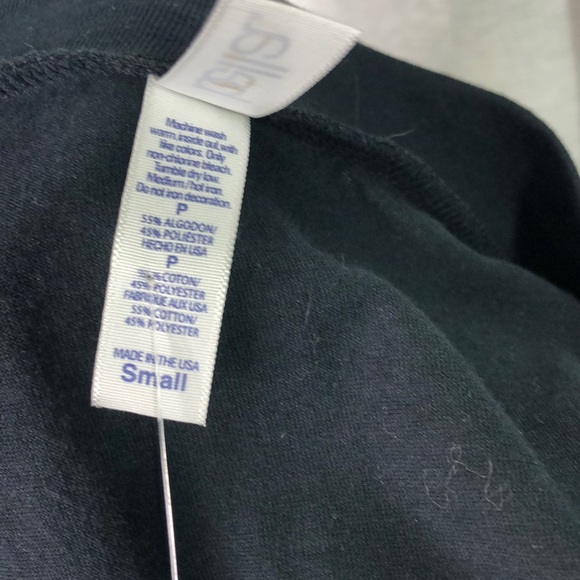 Machine wash
warm, inside out, with
like colors. Only
non-chlorine bleach.
Tumble dry low.
Medium / hot iron.
Do not iron decoration.
P
55% ALGODON/
45% POLIESTER
HECHO EN USA
P
COTON/
45% POLYESTER
FABRIQUE AUX USA
55% COTTON/
45% POLYESTER
MADE IN THE USA
Small